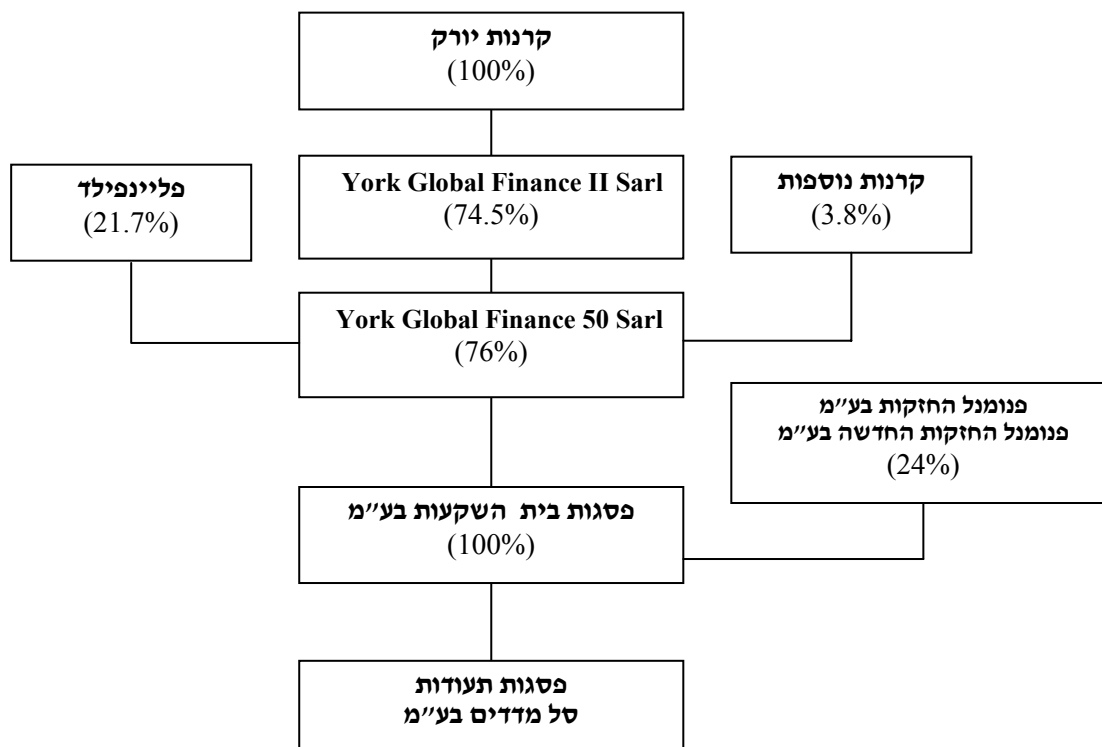 קרנות יורק
(100%)
פליינפילד
(21.7%)
York Global Finance II Sarl
(74.5%)
קרנות נוספות
(3.8%)
York Global Finance 50 Sarl
(76%)
פנומנל החזקות בע״מ
פנומנל החזקות החדשה בע״מ
(24%)
פסגות בית השקעות בע״מ
(100%)
פסגות תעודות
סל מדדים בע״מ